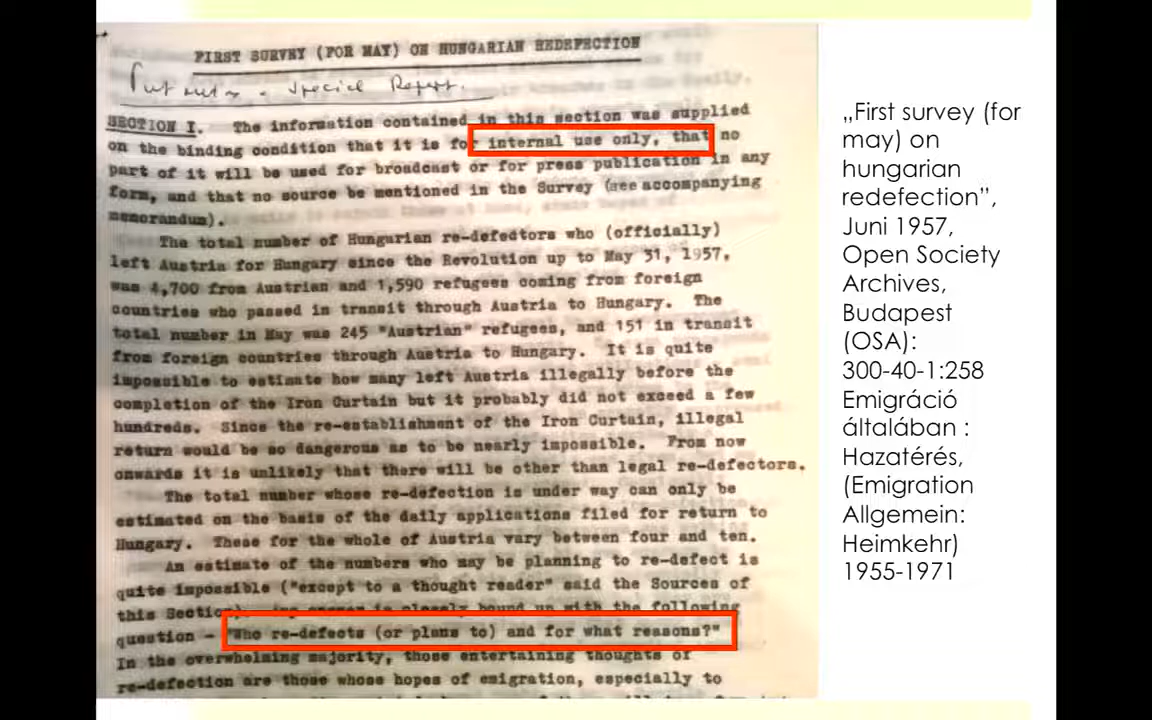 FIRST SURVEY (FOR MAY) ON HUNGARIAN REDEFECTION
Put out as a Special Report.
SECTION I. The information contained in this section was supplied
on the binding condition that it is for internal use only, that no
part of it will be used for broadcast or for press publication in any
form, and that no source be mentioned in the Survey (see accompanying
memorandum).
The total number of Hungarian re-defectors who (officially)
left Austria for Hungary since the Revolution up to May 31, 1957,
was 4,700 from Austrian and 1,590 refugees coming from foreign
countries who passed in transit through Austria to Hungary. The
total number in May was 245 "Austrian" refugees, and 151 in transit
from foreign countries through Austria to Hungary. It is quite
impossible to estimate how many left Austria illegally before the
completion of the Iron Curtain but it probably did not exceed a few
hundreds. Since the re-establishment of the Iron Curtain, illegal
return would be so dangerous as to be nearly impossible. From now
onwards it is unlikely that there will be other than legal re-defectors.
The total number whose re-defection is under way can only be
estimated on the basis of the daily applications filed for return to
Hungary. These for the whole of Austria vary between four and ten.
An estimate of the numbers who may be planning to re-defect is
quite impossible ("except to a thought reader" said the Sources of
this Section) answer is closely bound up with the following
question - "Who re-defects (or plans to) and for what reasons?"
In the overwhelming majority, those entertaining thoughts of
re-defection are those whose hopes of emigration, especially to
„First survey (for
may) on
hungarian
redefection”,
Juni 1957,
Open Society
Archives,
Budapest
(OSA):
300-40-1:258
Emigráció
általában :
Hazatérés,
(Emigration
Allgemein:
Heimkehr)
1955-1971